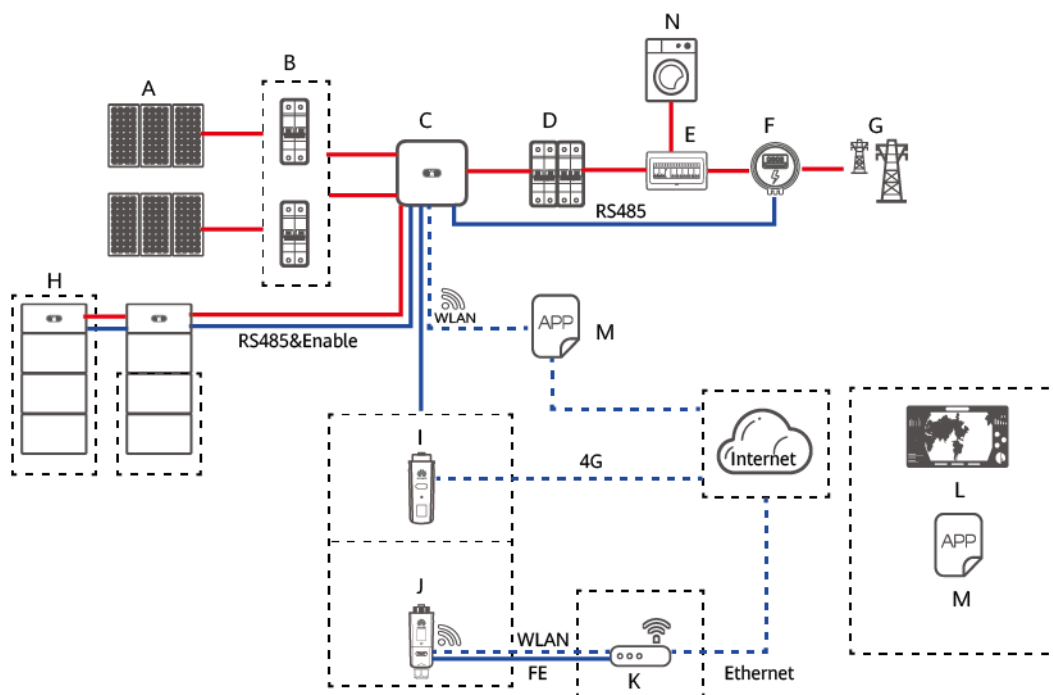 N
B
A
C
D
E
F
G
RS485
H
WLAN
APP
M
RS485&Enable
I
4G
Internet
L
APP
M
J
WLAN
FE
K
Ethernet